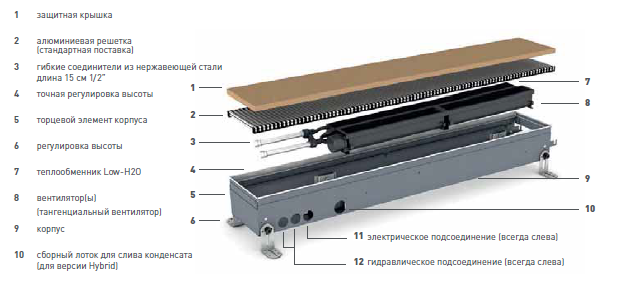 1 защитная крышка
2 алюминиевая решетка
(стандартная поставка)
3 гибкие соединители из нержавеющей стали
длина 15 см 1/2"
4 точная регулировка высоты
5 торцевой элемент корпуса
6 регулировка высоты
7 теплообменник Low-H2O
8 вентилятор(ы)
(тангенциальный вентилятор)
9 корпус
10 сборный лоток для слива конденсата
(для версии Hybrid)
1
2
3
4
5
6
7
8
9
10
11 электрическое подсоединение (всегда слева)
12 гидравлическое подсоединение (всегда слева)